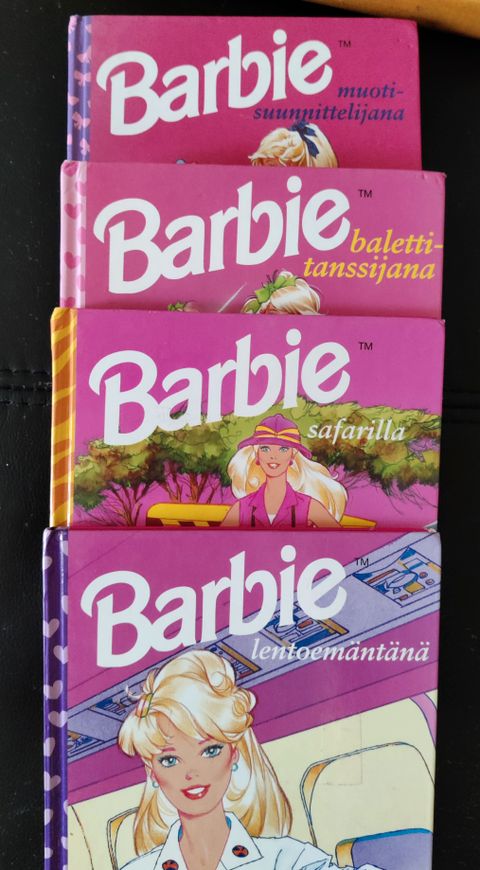 Barbie™
muoti-
suunnittelijana
Barbie™
baletti-
tanssijana
Barbie™
safarilla
Barbie™
lentoemäntänä